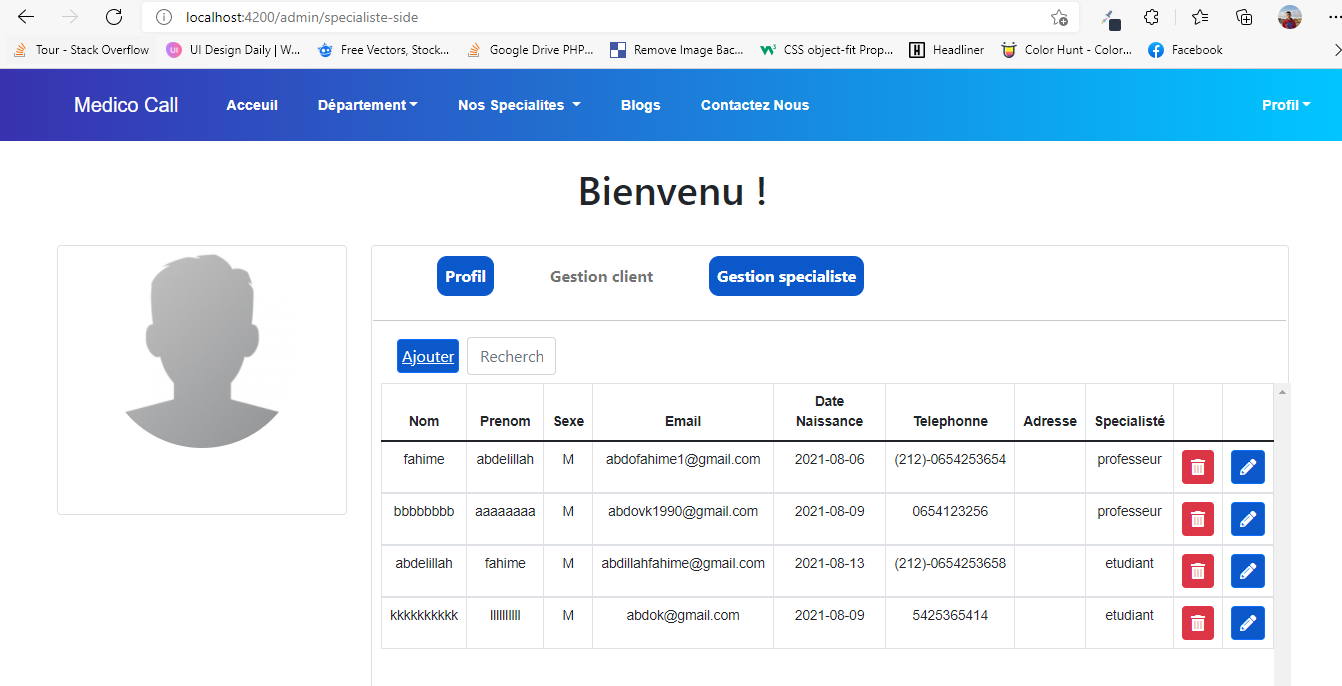 localhost:4200/admin/specialiste-side
Tour - Stack Overflow UI Design Daily | W... Free Vectors, Stock... Google Drive PHP... Remove Image Bac... CSS object-fit Prop... Headliner Color Hunt - Color... Facebook
Medico Call Acceuil Département Nos Specialites Blogs Contactez Nous Profil
Bienvenu !
Profil Gestion client Gestion specialiste
Ajouter Recherch
Nom Prenom Sexe Email Date Naissance Telephonne Adresse Specialisté
fahime abdelillah M abdofahime1@gmail.com 2021-08-06 (212)-0654253654 professeur
bbbbbbbb aaaaaaaa M abdovk1990@gmail.com 2021-08-09 0654123256 professeur
abdelillah fahime M abdillahfahime@gmail.com 2021-08-13 (212)-0654253658 etudiant
kkkkkkkkkk llllllllll M abdok@gmail.com 2021-08-09 5425365414 etudiant